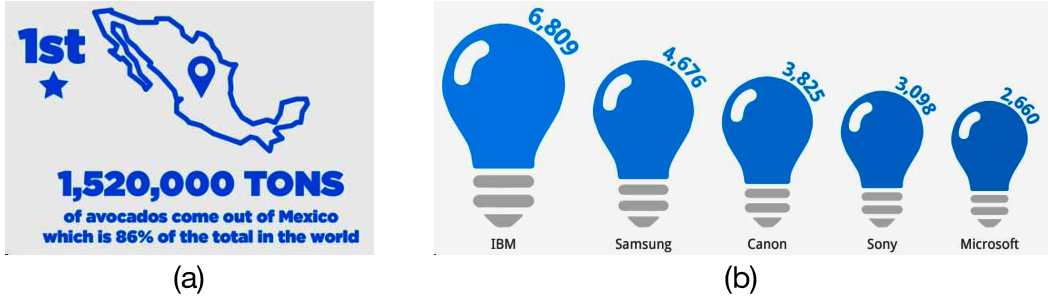 1st
1,520,000 TONS
of avocados come out of Mexico
which is 86% of the total in the world
(a)
6,809
4,676
3,825
3,098
2,660
IBM
Samsung
Canon
Sony
Microsoft
(b)